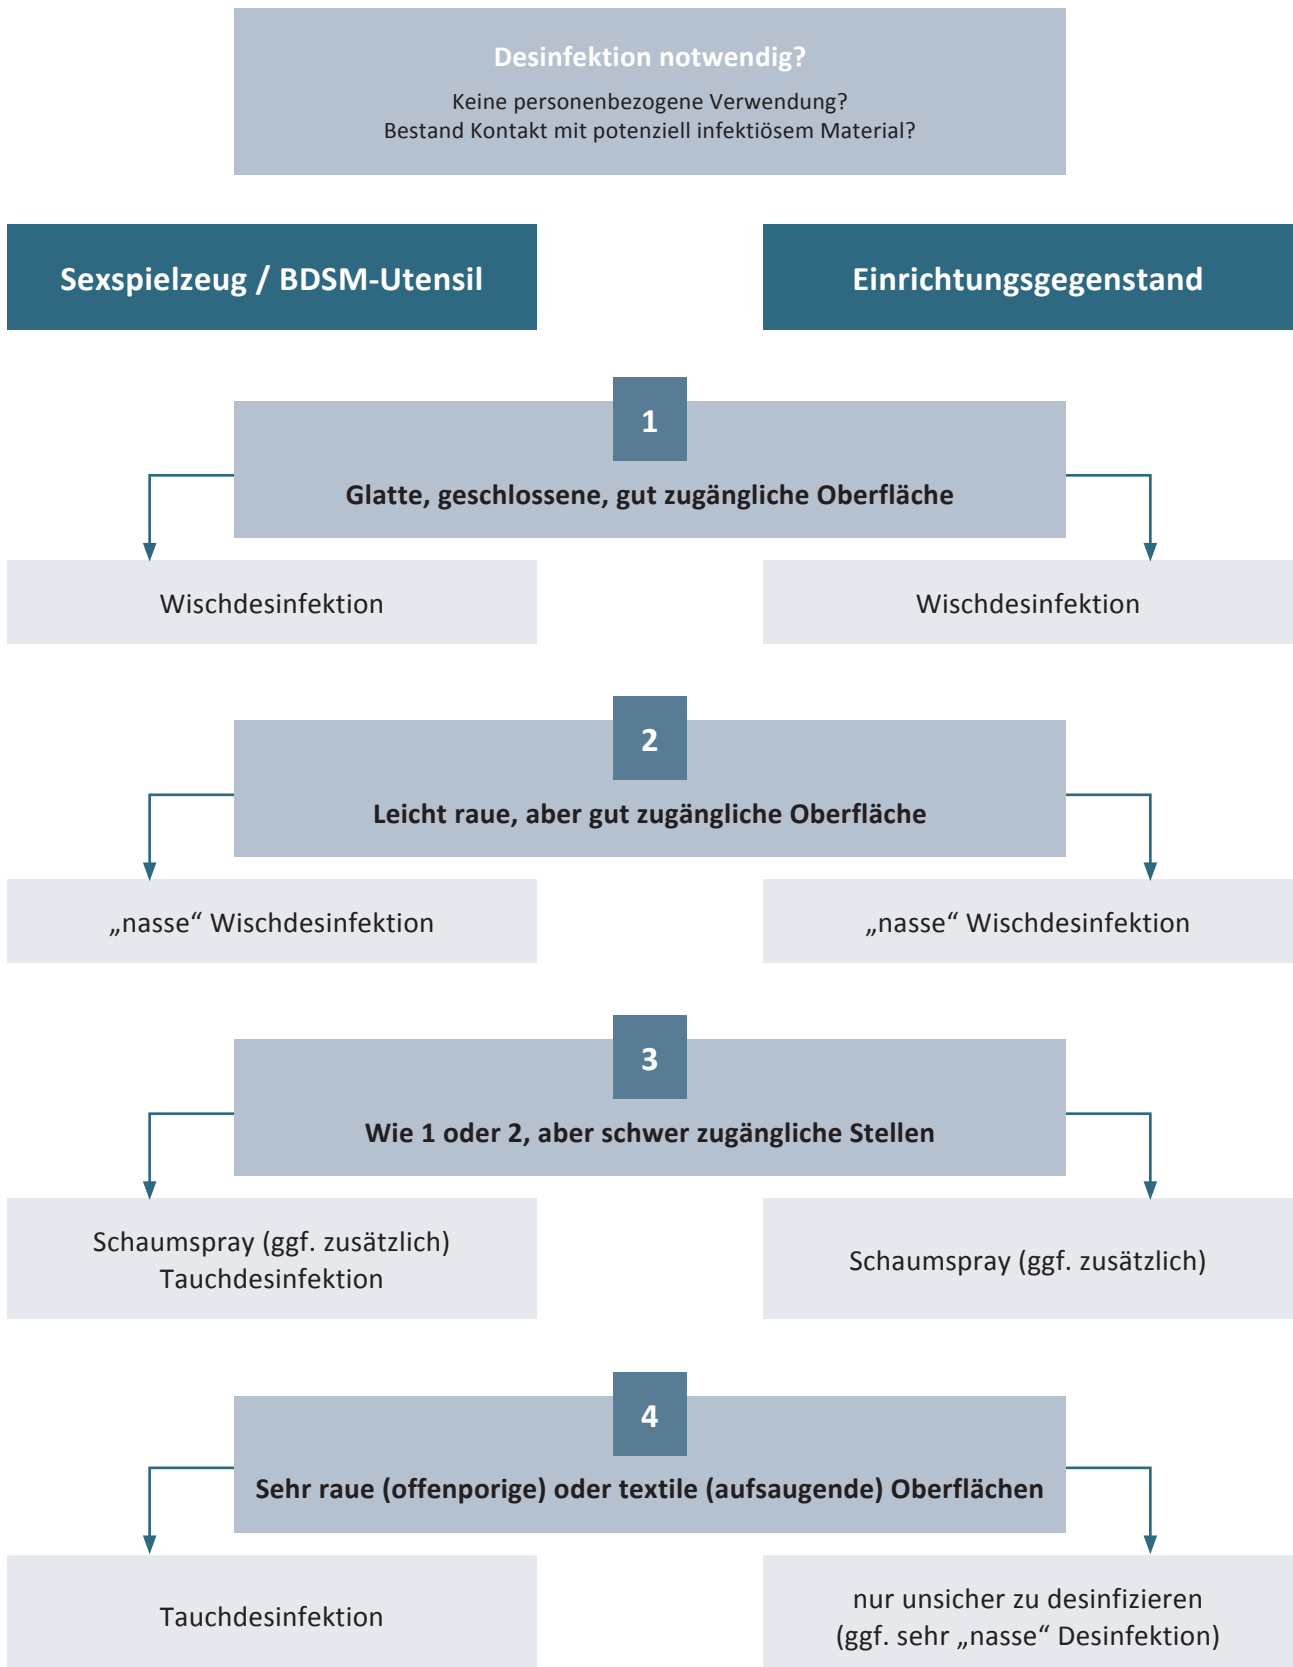 Desinfektion notwendig?
Keine personenbezogene Verwendung?
Bestand Kontakt mit potenziell infektiösem Material?
Sexspielzeug / BDSM-Utensil
Einrichtungsgegenstand
1
Glatte, geschlossene, gut zugängliche Oberfläche
Wischdesinfektion
Wischdesinfektion
2
Leicht raue, aber gut zugängliche Oberfläche
„nasse“ Wischdesinfektion
„nasse“ Wischdesinfektion
3
Wie 1 oder 2, aber schwer zugängliche Stellen
Schaumspray (ggf. zusätzlich)
Tauchdesinfektion
Schaumspray (ggf. zusätzlich)
4
Sehr raue (offenporige) oder textile (aufsaugende) Oberflächen
Tauchdesinfektion
nur unsicher zu desinfizieren
(ggf. sehr „nasse“ Desinfektion)